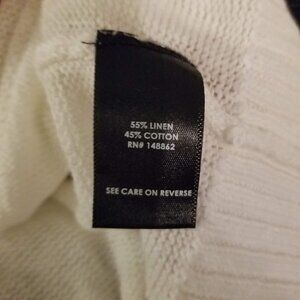 55% LINEN
45% COTTON
RN# 148862
SEE CARE ON REVERSE